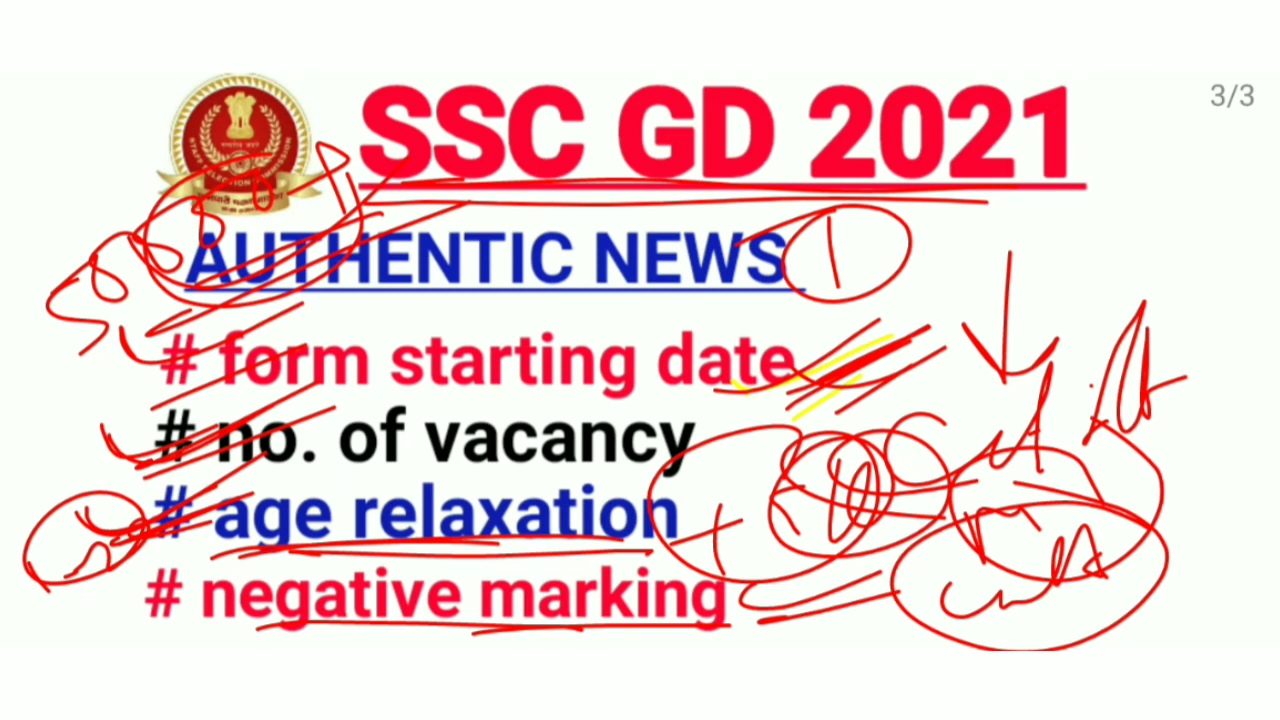 SSC GD 2021
3/3
AUTHENTIC NEWS
# form starting date
# no. of vacancy
# age relaxation
# negative marking